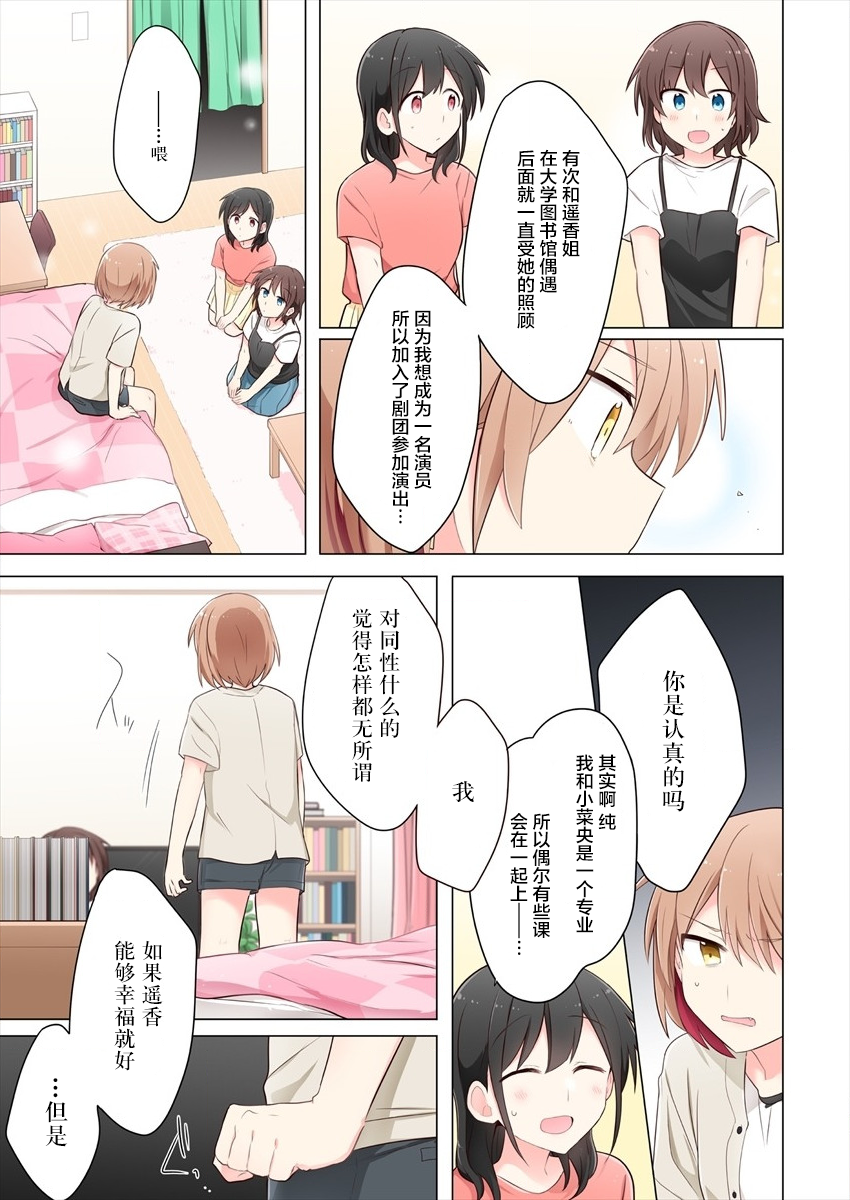 有次和遥香姐
在大学图书馆偶遇
后面就一直受她的照顾
因为我想成为一名演员
所以加入了剧团参加演出…
——…喂
你是认真的吗
其实啊 纯
我和小菜央是一个专业
所以偶尔有些课
会在一起上——…
我
对同性什么的
觉得怎样都无所谓
如果遥香
能够幸福就好
…但是